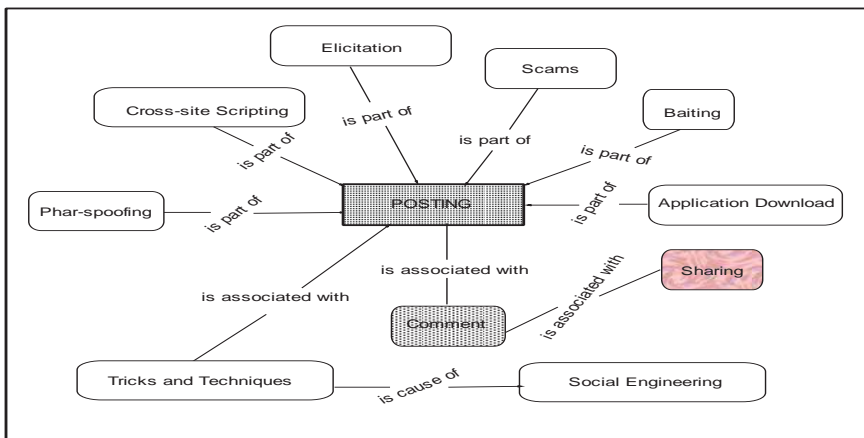 Elicitation
Scams
Cross-site Scripting
Baiting
is part of
is part of
is part of
is part of
Phar-spoofing
is part of
POSTING
is part of
Application Download
is associated with
is associated with
Sharing
is associated with
Comment
Tricks and Techniques
is cause of
Social Engineering